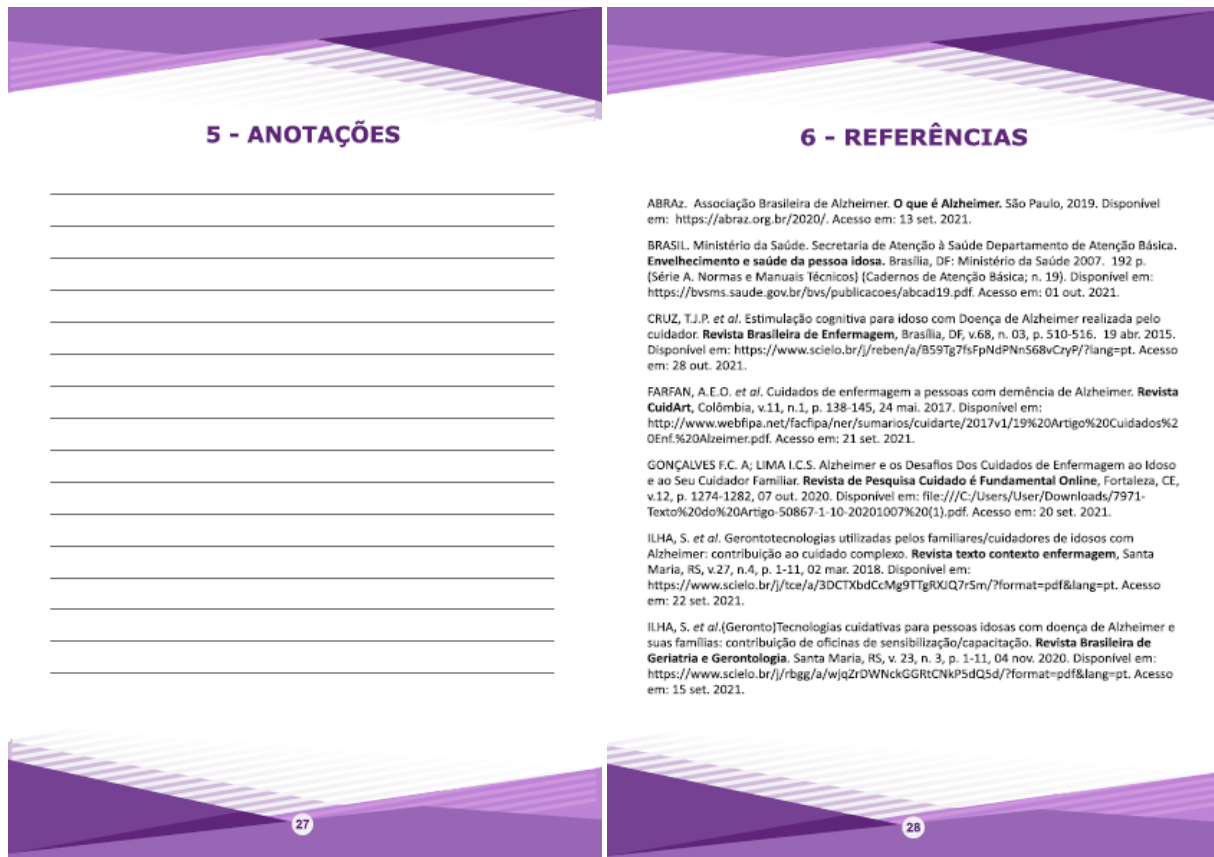 5 - ANOTAÇÕES
27
6 - REFERÊNCIAS
ABRAz.  Associação Brasileira de Alzheimer. O que é Alzheimer. São Paulo, 2019. Disponível
em:  https://abraz.org.br/2020/. Acesso em: 13 set. 2021.
BRASIL. Ministério da Saúde. Secretaria de Atenção à Saúde Departamento de Atenção Básica.
Envelhecimento e saúde da pessoa idosa. Brasília, DF: Ministério da Saúde 2007.  192 p.
(Série A. Normas e Manuais Técnicos) (Cadernos de Atenção Básica; n. 19). Disponível em:
https://bvsms.saude.gov.br/bvs/publicacoes/abcad19.pdf. Acesso em: 01 out. 2021.
CRUZ, T.J.P. et al. Estimulação cognitiva para idoso com Doença de Alzheimer realizada pelo
cuidador. Revista Brasileira de Enfermagem, Brasília, DF, v.68, n. 03, p. 510-516.  19 abr. 2015.
Disponível em: https://www.scielo.br/j/reben/a/B59Tg7fsFpNdPNnS68vCzyP/?lang=pt. Acesso
em: 28 out. 2021.
FARFAN, A.E.O. et al. Cuidados de enfermagem a pessoas com demência de Alzheimer. Revista
CuidArt, Colômbia, v.11, n.1, p. 138-145, 24 mai. 2017. Disponível em:
http://www.webfipa.net/facfipa/ner/sumarios/cuidarte/2017v1/19%20Artigo%20Cuidados%2
0Enf.%20Alzeimer.pdf. Acesso em: 21 set. 2021.
GONÇALVES F.C. A; LIMA I.C.S. Alzheimer e os Desafios Dos Cuidados de Enfermagem ao Idoso
e ao Seu Cuidador Familiar. Revista de Pesquisa Cuidado é Fundamental Online, Fortaleza, CE,
v.12, p. 1274-1282, 07 out. 2020. Disponível em: file:///C:/Users/User/Downloads/7971-
Texto%20do%20Artigo-50867-1-10-20201007%20(1).pdf. Acesso em: 20 set. 2021.
ILHA, S. et al. Gerontotecnologias utilizadas pelos familiares/cuidadores de idosos com
Alzheimer: contribuição ao cuidado complexo. Revista texto contexto enfermagem, Santa
Maria, RS, v.27, n.4, p. 1-11, 02 mar. 2018. Disponível em:
https://www.scielo.br/j/tce/a/3DCTXbdCcMg9TTgRXJQ7rSm/?format=pdf&lang=pt. Acesso
em: 22 set. 2021.
ILHA, S. et al.(Geronto)Tecnologias cuidativas para pessoas idosas com doença de Alzheimer e
suas famílias: contribuição de oficinas de sensibilização/capacitação. Revista Brasileira de
Geriatria e Gerontologia. Santa Maria, RS, v. 23, n. 3, p. 1-11, 04 nov. 2020. Disponível em:
https://www.scielo.br/j/rbgg/a/wjqZrDWNckGGRtCNkP5dQ5d/?format=pdf&lang=pt. Acesso
em: 15 set. 2021.
28